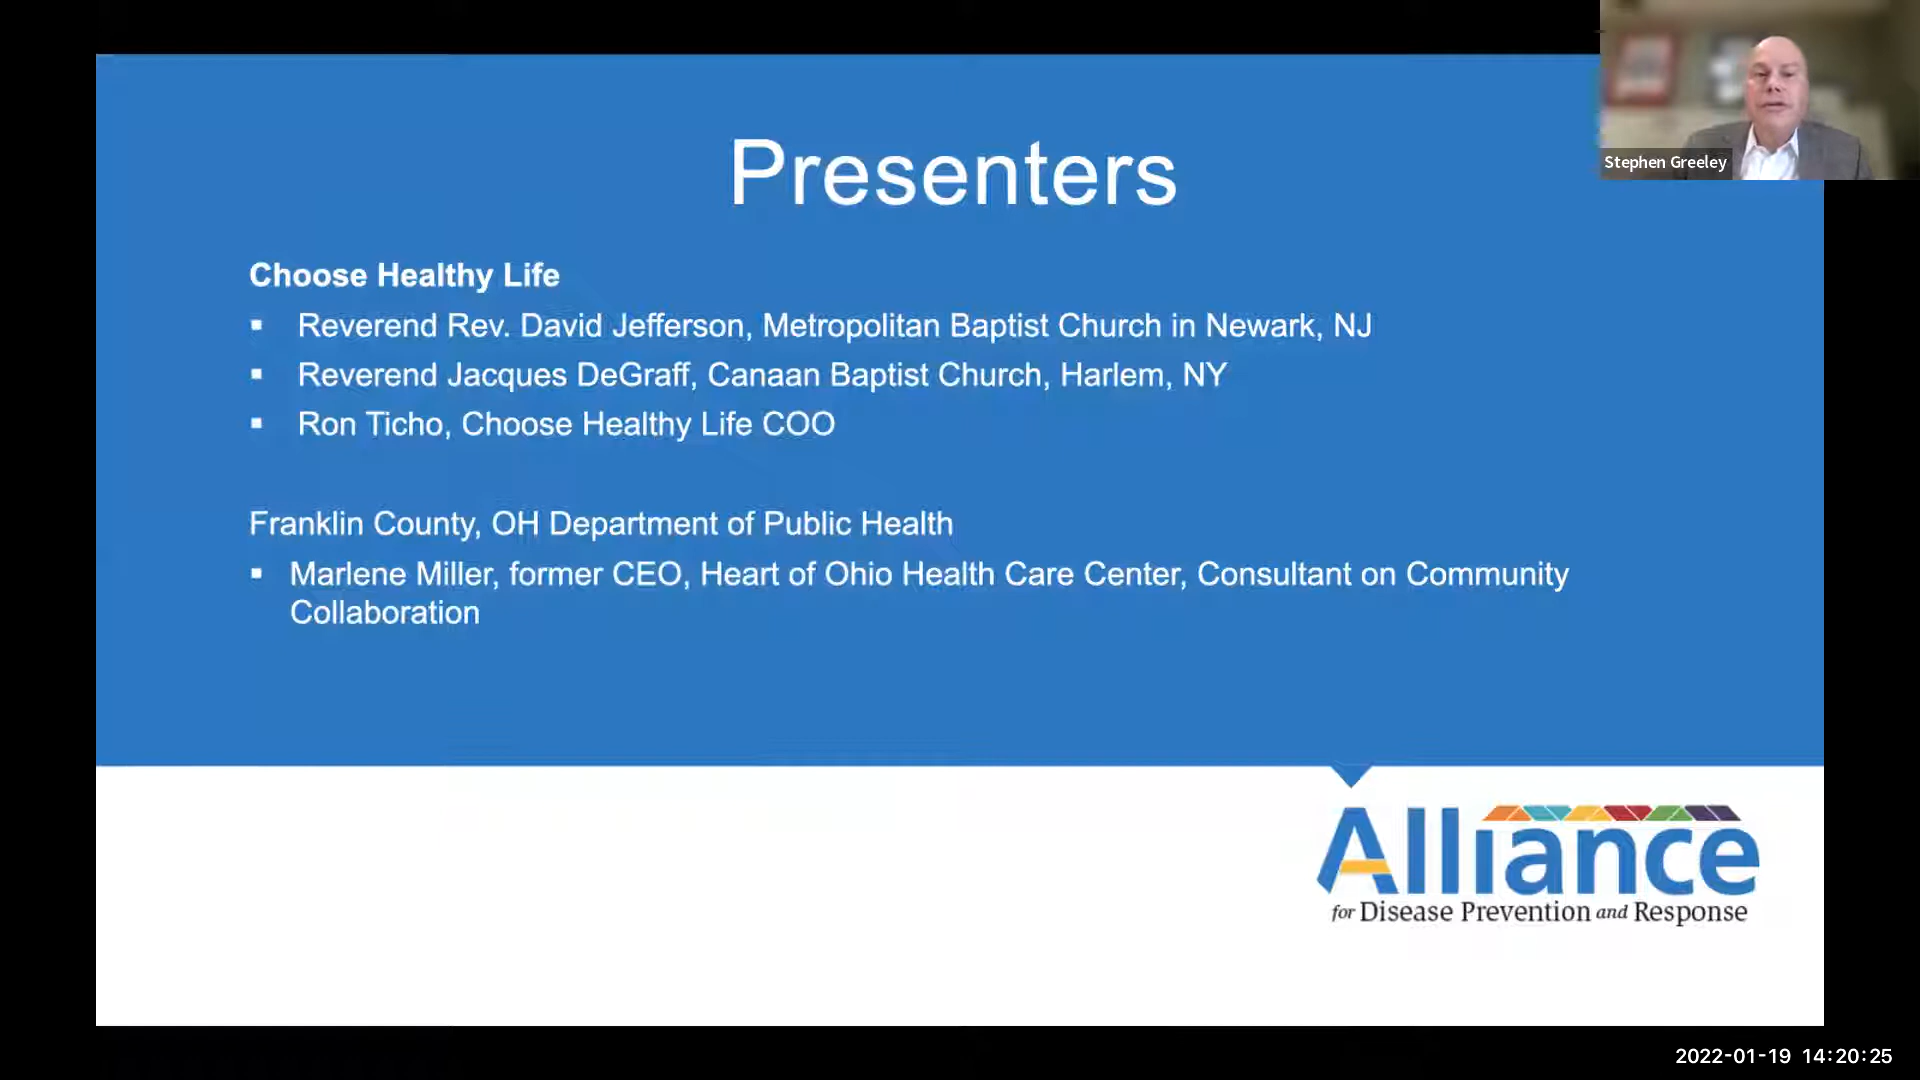 Presenters
Stephen Greeley
Choose Healthy Life
▪ Reverend Rev. David Jefferson, Metropolitan Baptist Church in Newark, NJ
▪ Reverend Jacques DeGraff, Canaan Baptist Church, Harlem, NY
▪ Ron Ticho, Choose Healthy Life COO
Franklin County, OH Department of Public Health
▪ Marlene Miller, former CEO, Heart of Ohio Health Care Center, Consultant on Community
Collaboration
Alliance
for Disease Prevention and Response
2022-01-19 14:20:25